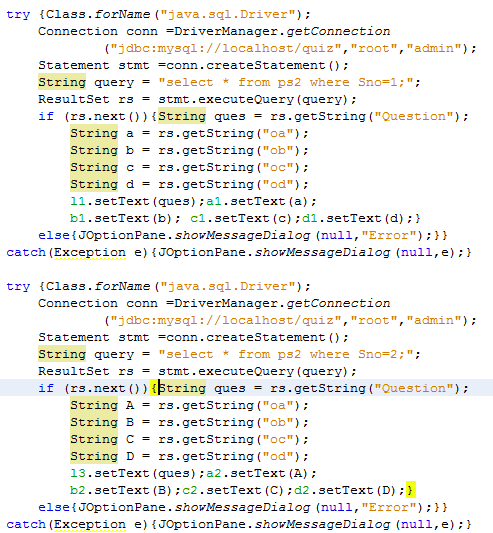 try {Class.forName("java.sql.Driver");
    Connection conn =DriverManager.getConnection
            ("jdbc:mysql://localhost/quiz","root","admin");
    Statement stmt =conn.createStatement();
    String query = "select * from ps2 where Sno=1;";
    ResultSet rs = stmt.executeQuery(query);
    if (rs.next()){String ques = rs.getString("Question");
        String a = rs.getString("oa");
        String b = rs.getString("ob");
        String c = rs.getString("oc");
        String d = rs.getString("od");
        l1.setText(ques);a1.setText(a);
        b1.setText(b); c1.setText(c);d1.setText(d);}
    else{JOptionPane.showMessageDialog(null,"Error");}}
catch(Exception e){JOptionPane.showMessageDialog(null,e);}

try {Class.forName("java.sql.Driver");
    Connection conn =DriverManager.getConnection
            ("jdbc:mysql://localhost/quiz","root","admin");
    Statement stmt =conn.createStatement();
    String query = "select * from ps2 where Sno=2;";
    ResultSet rs = stmt.executeQuery(query);
    if (rs.next()){String ques = rs.getString("Question");
        String A = rs.getString("oa");
        String B = rs.getString("ob");
        String C = rs.getString("oc");
        String D = rs.getString("od");
        l3.setText(ques);a2.setText(A);
        b2.setText(B);c2.setText(C);d2.setText(D);}
    else{JOptionPane.showMessageDialog(null,"Error");}}
catch(Exception e){JOptionPane.showMessageDialog(null,e);}